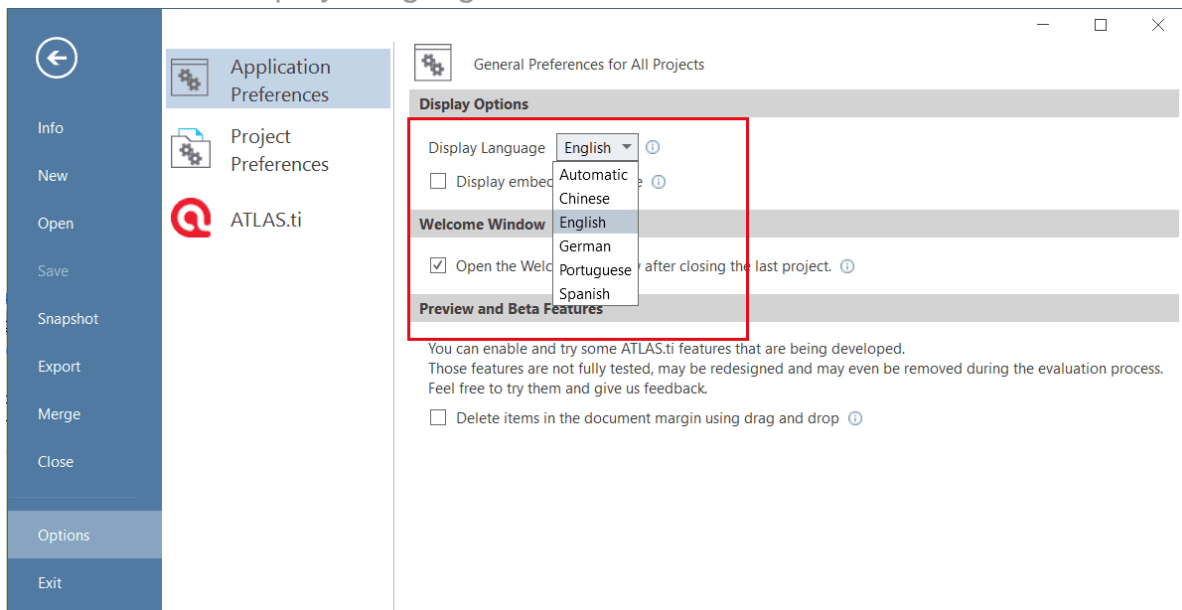 Info
New
Open
Save
Snapshot
Export
Merge
Close
Options
Exit
Application
Preferences
Project
Preferences
ATLAS.ti
General Preferences for All Projects
Display Options
Display Language English
Display
Automatic
Chinese
English
German
Portuguese
Spanish
Welcome Window
Open the after closing the last project.
Preview and Beta Features
You can enable and try some ATLAS.ti features that are being developed.
Those features are not fully tested, may be redesigned and may even be removed during the evaluation process.
Feel free to try them and give us feedback.
Delete items in the document margin using drag and drop